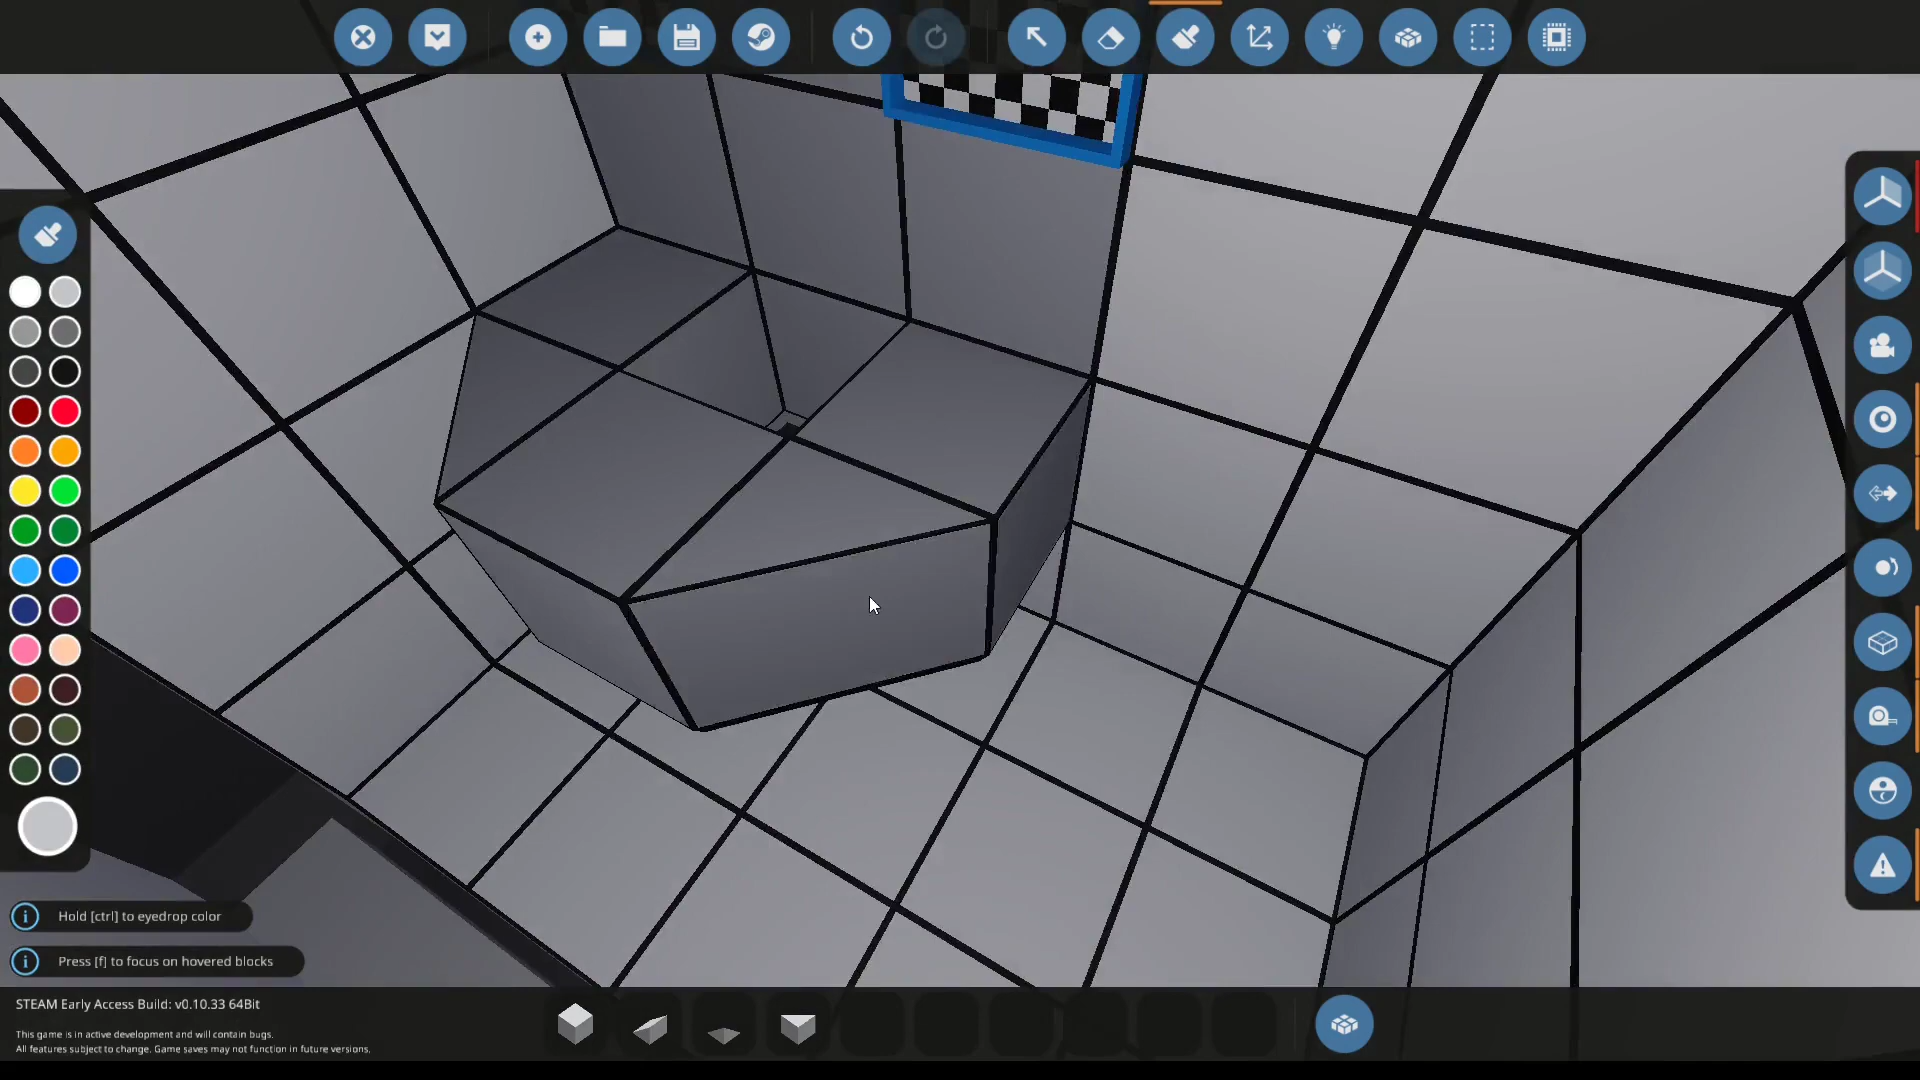 Hold [ctrl] to eyedrop color
Press [f] to focus on hovered blocks
STEAM Early Access Build: v0.10.33 64Bit
This game is in active development and will contain bugs.
All features subject to change. Game saves may not function in future versions.